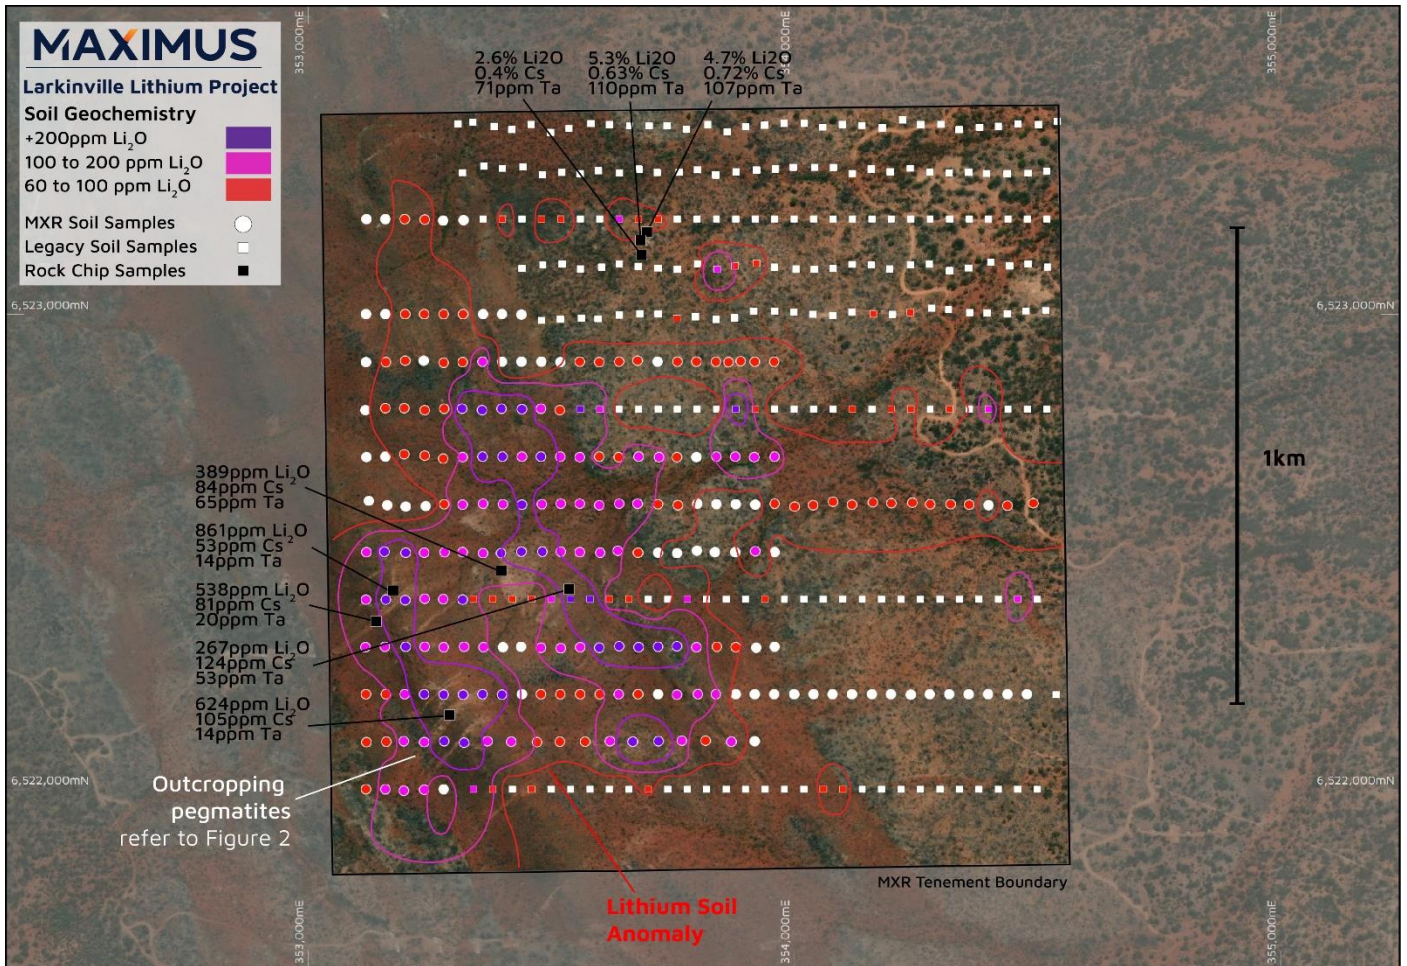 MAXIMUS
Larkinville Lithium Project
Soil Geochemistry
+200ppm Li₂O
100 to 200 ppm Li₂O
60 to 100 ppm Li₂O
MXR Soil Samples
Legacy Soil Samples
Rock Chip Samples
353,000mE
354,000mE
355,000mE
2.6% Li2O
0.4% Cs
71ppm Ta
5.3% Li2O
0.63% Cs
110ppm Ta
4.7% Li2O
0.72% Cs
107ppm Ta
6,523,000mN
6,523,000mN
1km
389ppm Li₂O
84ppm Cs
65ppm Ta
861ppm Li₂O
53ppm Cs
14ppm Ta
538ppm Li₂O
81ppm Cs
20ppm Ta
267ppm Li₂O
124ppm Cs
53ppm Ta
624ppm Li₂O
105ppm Cs
14ppm Ta
6,522,000mN
6,522,000mN
Outcropping
pegmatites
refer to Figure 2
MXR Tenement Boundary
Lithium Soil
Anomaly
353,000mE
354,000mE
355,000mE